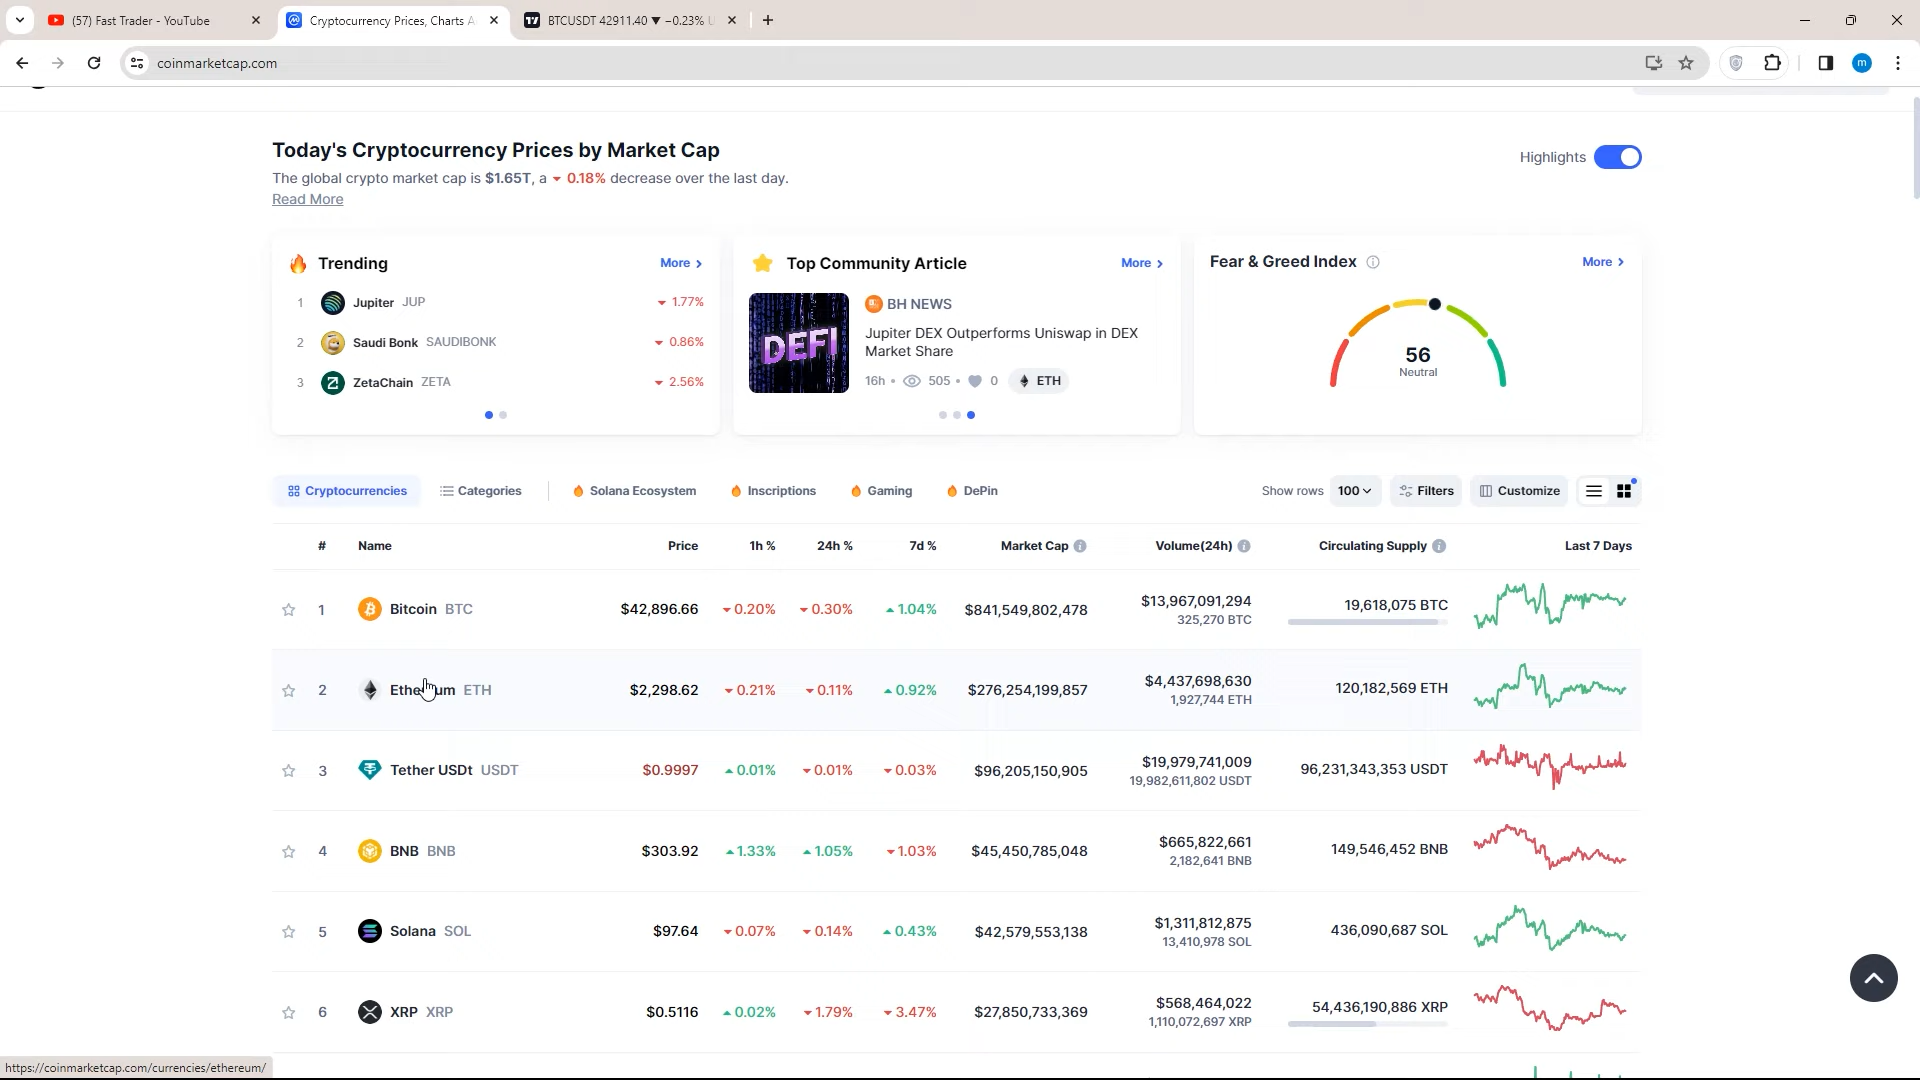 (57) Fast Trader - YouTube
Cryptocurrency Prices, Charts A
BTCUSDT 42911.40 ▼ −0.23% U
coinmarketcap.com
m
Today's Cryptocurrency Prices by Market Cap
Highlights
The global crypto market cap is $1.65T, a ▼ 0.18% decrease over the last day.
Read More
Trending
More >
1 Jupiter JUP ▼ 1.77%
2 Saudi Bonk SAUDIBONK ▼ 0.86%
3 ZetaChain ZETA ▼ 2.56%
Top Community Article
More >
DEFI
BH NEWS
Jupiter DEX Outperforms Uniswap in DEX
Market Share
16h • 505 • 0 ETH
Fear & Greed Index
More >
56
Neutral
Cryptocurrencies Categories Solana Ecosystem Inscriptions Gaming DePin Show rows 100 Filters Customize
# Name Price 1h % 24h % 7d % Market Cap Volume(24h) Circulating Supply Last 7 Days
1 Bitcoin BTC $42,896.66 ▼ 0.20% ▼ 0.30% ▲ 1.04% $841,549,802,478 $13,967,091,294 19,618,075 BTC
325,270 BTC
2 Ethereum ETH $2,298.62 ▼ 0.21% ▼ 0.11% ▲ 0.92% $276,254,199,857 $4,437,698,630 120,182,569 ETH
1,927,744 ETH
3 Tether USDt USDT $0.9997 ▲ 0.01% ▼ 0.01% ▼ 0.03% $96,205,150,905 $19,979,741,009 96,231,343,353 USDT
19,982,611,802 USDT
4 BNB BNB $303.92 ▲ 1.33% ▲ 1.05% ▼ 1.03% $45,450,785,048 $665,822,661 149,546,452 BNB
2,182,641 BNB
5 Solana SOL $97.64 ▼ 0.07% ▼ 0.14% ▲ 0.43% $42,579,553,138 $1,311,812,875 436,090,687 SOL
13,410,978 SOL
6 XRP XRP $0.5116 ▲ 0.02% ▼ 1.79% ▼ 3.47% $27,850,733,369 $568,464,022 54,436,190,886 XRP
1,110,072,697 XRP
https://coinmarketcap.com/currencies/ethereum/